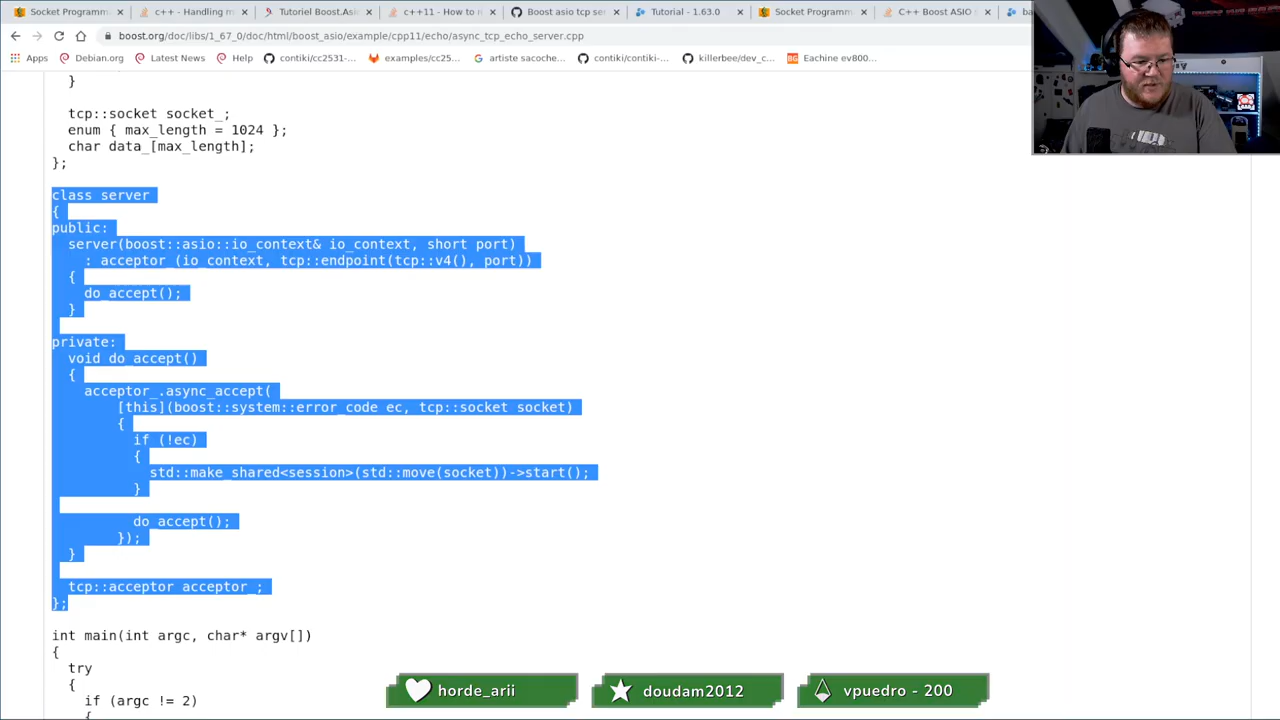 Socket Programm
c++ - Handling m
Tutoriel Boost.Asi
c++11 - How to r
Boost asio tcp se
Tutorial - 1.63.0
Socket Programm
C++ Boost ASIO s
ba
boost.org/doc/libs/1_67_0/doc/html/boost_asio/example/cpp11/echo/async_tcp_echo_server.cpp
Apps
Debian.org
Latest News
Help
contiki/cc2531-...
examples/cc25...
artiste sacoche...
contiki/contiki-...
killerbee/dev_c...
Eachine ev800...
}
tcp::socket socket_;
enum { max_length = 1024 };
char data_[max_length];
};
class server
{
public:
server(boost::asio::io_context& io_context, short port)
: acceptor_(io_context, tcp::endpoint(tcp::v4(), port))
{
do_accept();
}
private:
void do_accept()
{
acceptor_.async_accept(
[this](boost::system::error_code ec, tcp::socket socket)
{
if (!ec)
{
std::make_shared<session>(std::move(socket))->start();
}
do_accept();
});
}
tcp::acceptor acceptor_;
};
int main(int argc, char* argv[])
{
try
{
if (argc != 2)
{
horde_arii
doudam2012
vpuedro - 200